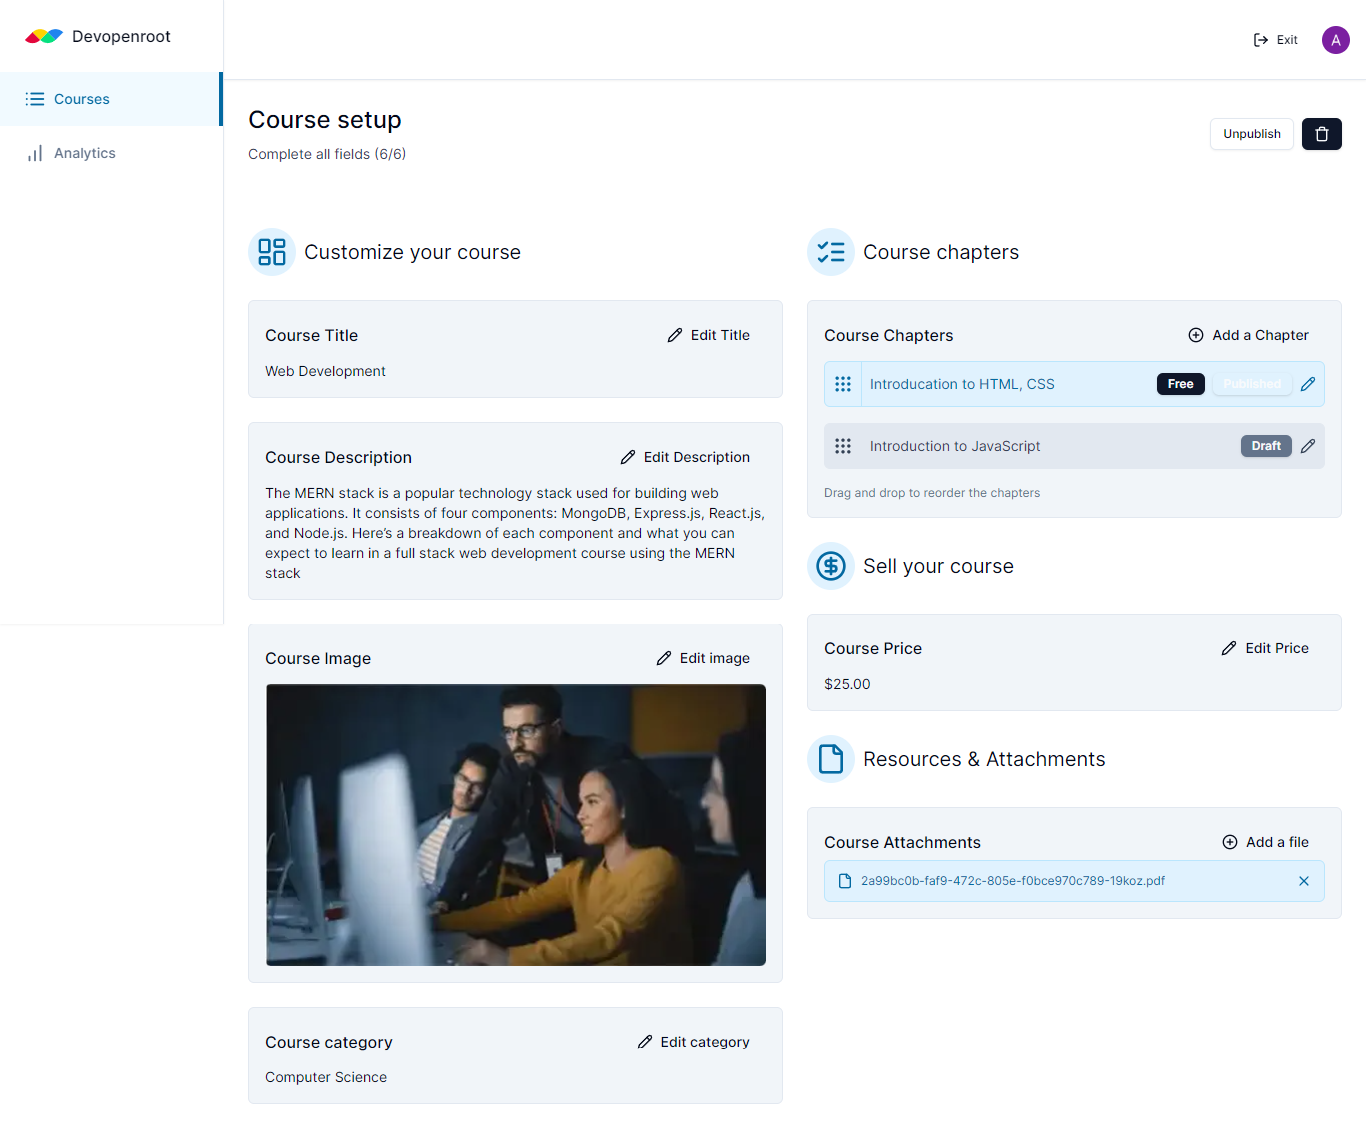 Devopenroot
Exit
A
Courses
Analytics
Course setup
Complete all fields (6/6)
Unpublish
Customize your course
Course Title
Edit Title
Web Development
Course Description
Edit Description
The MERN stack is a popular technology stack used for building web
applications. It consists of four components: MongoDB, Express.js, React.js,
and Node.js. Here's a breakdown of each component and what you can
expect to learn in a full stack web development course using the MERN
stack
Course Image
Edit image
Course category
Edit category
Computer Science
Course chapters
Course Chapters
Add a Chapter
Introducation to HTML, CSS
Free
Published
Introduction to JavaScript
Draft
Drag and drop to reorder the chapters
Sell your course
Course Price
Edit Price
$25.00
Resources & Attachments
Course Attachments
Add a file
2a99bc0b-faf9-472c-805e-f0bce970c789-19koz.pdf